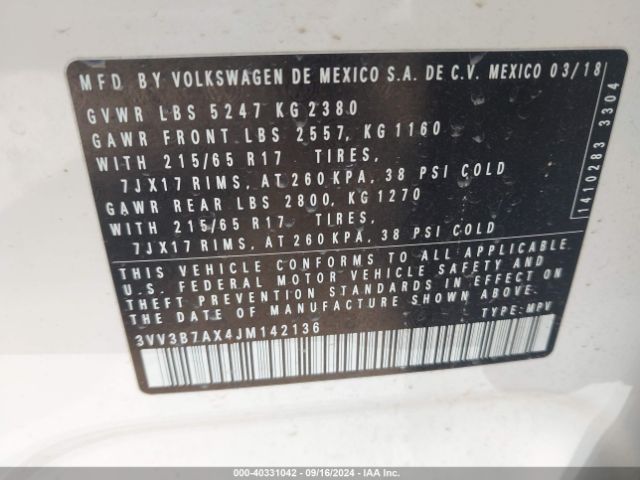 MFD BY VOLKSWAGEN DE MEXICO S.A. DE C.V. MEXICO 03/18
GVWR LBS 5247 KG 2380
GAWR FRONT LBS 2557, KG 1160
WITH 215/65 R17 TIRES,
7JX17 RIMS, AT 260 KPA, 38 PSI COLD
GAWR REAR LBS 2800, KG 1270
WITH 215/65 R17 TIRES,
7JX17 RIMS, AT 260 KPA, 38 PSI COLD
THIS VEHICLE CONFORMS TO ALL APPLICABLE
U.S. FEDERAL MOTOR VEHICLE SAFETY AND
THEFT PREVENTION STANDARDS IN EFFECT ON
THE DATE OF MANUFACTURE SHOWN ABOVE.
3VV3B7AX4JM142136 TYPE: MPV
1410283 3304
000-40331042 / 09/16/2024 / IAA Inc.